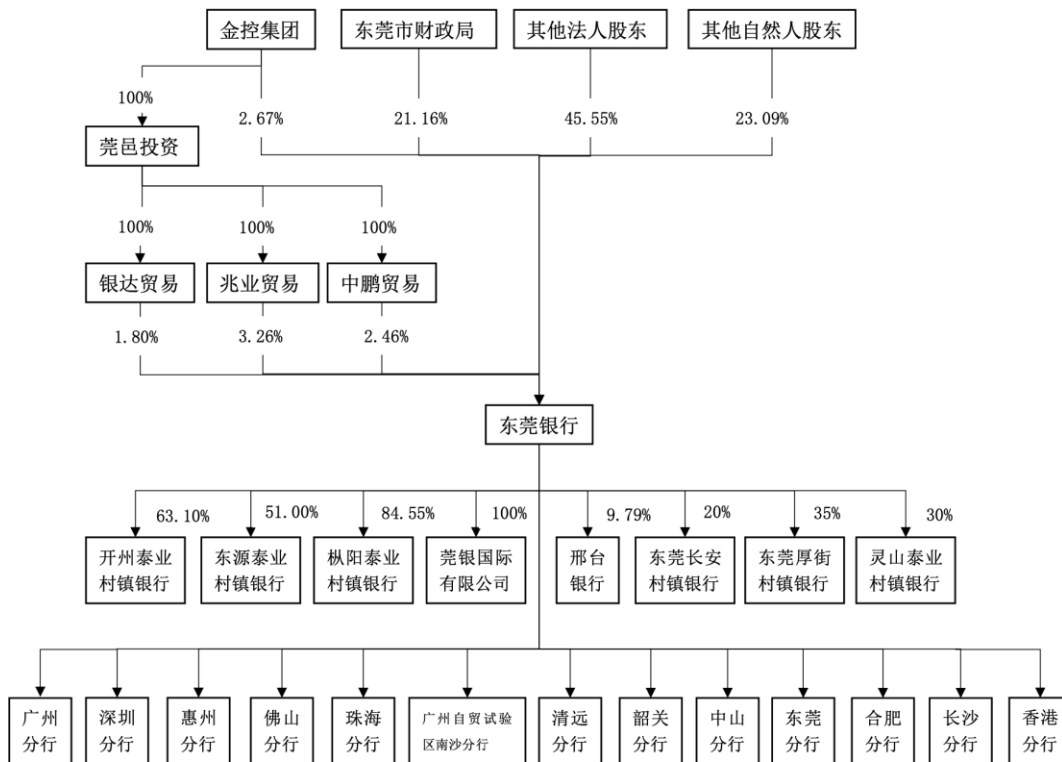 金控集团
东莞市财政局
其他法人股东
其他自然人股东
100%
2.67%
21.16%
45.55%
23.09%
莞邑投资
100%
100%
100%
银达贸易
兆业贸易
中鹏贸易
1.80%
3.26%
2.46%
东莞银行
63.10%
51.00%
84.55%
100%
9.79%
20%
35%
30%
开州泰业
村镇银行
东源泰业
村镇银行
枞阳泰业
村镇银行
莞银国际
有限公司
邢台
银行
东莞长安
村镇银行
东莞厚街
村镇银行
灵山泰业
村镇银行
广州
分行
深圳
分行
惠州
分行
佛山
分行
珠海
分行
广州自贸试验
区南沙分行
清远
分行
韶关
分行
中山
分行
东莞
分行
合肥
分行
长沙
分行
香港
分行